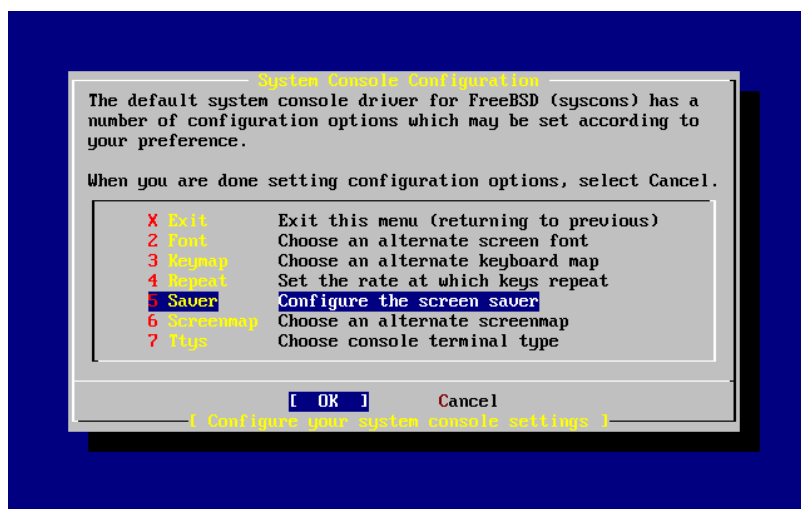 System Console Configuration
The default system console driver for FreeBSD (syscons) has a
number of configuration options which may be set according to
your preference.
When you are done setting configuration options, select Cancel.
X Exit Exit this menu (returning to previous)
2 Font Choose an alternate screen font
3 Keymap Choose an alternate keyboard map
4 Repeat Set the rate at which keys repeat
5 Saver Configure the screen saver
6 Screenmap Choose an alternate screenmap
7 Ttys Choose console terminal type
[ OK ] Cancel
[ Configure your system console settings ]